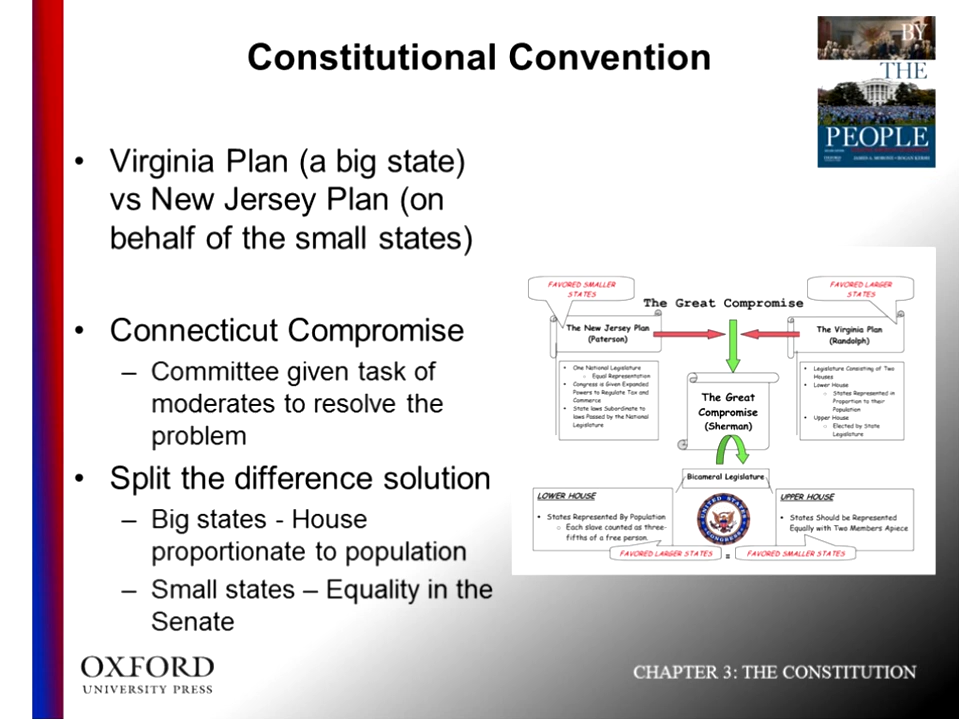 Constitutional Convention
BY
THE
PEOPLE
• Virginia Plan (a big state)
vs New Jersey Plan (on
behalf of the small states)
• Connecticut Compromise
– Committee given task of
moderates to resolve the
problem
• Split the difference solution
– Big states - House
proportionate to population
– Small states – Equality in the
Senate
FAVORED SMALLER
STATES
FAVORED LARGER
STATES
The Great Compromise
The New Jersey Plan
(Paterson)
The Virginia Plan
(Randolph)
• One National Legislature
○ Equal Representation
• Congress is Given Expanded
Powers to Regulate Tax and
Commerce
• State laws Subordinate to
laws Passed by the National
Legislature
The Great
Compromise
(Sherman)
• Legislature Consisting of Two
Houses
• Lower House
○ States Represented in
Proportion to their
Population
• Upper House
○ Elected by State
Legislature
Bicameral Legislature
LOWER HOUSE
• States Represented By Population
○ Each slave counted as three-
fifths of a free person.
UNITED STATES
CONGRESS
UPPER HOUSE
• States Should be Represented
Equally with Two Members Apiece
FAVORED LARGER STATES
=
FAVORED SMALLER STATES
OXFORD
UNIVERSITY PRESS
CHAPTER 3: THE CONSTITUTION